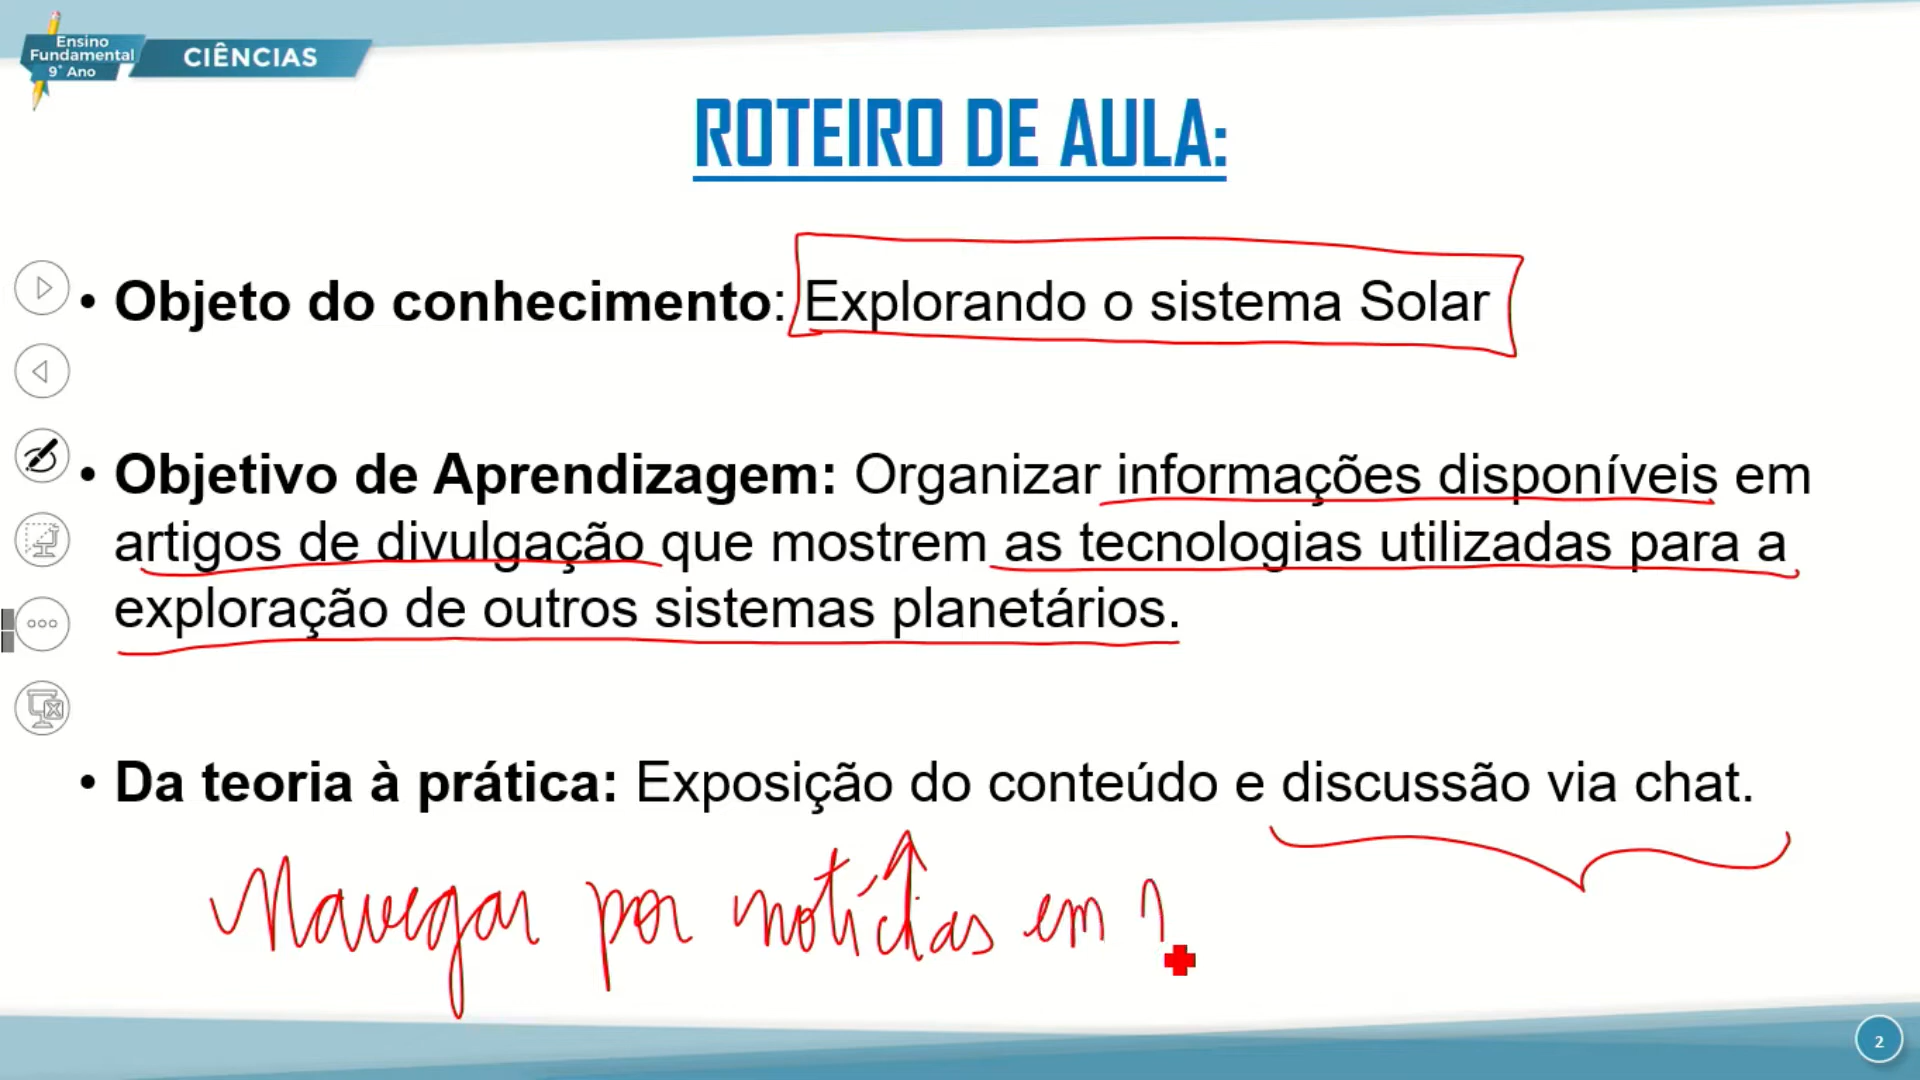 Ensino
Fundamental
9° Ano
CIÊNCIAS
ROTEIRO DE AULA:
• Objeto do conhecimento: Explorando o sistema Solar
• Objetivo de Aprendizagem: Organizar informações disponíveis em
artigos de divulgação que mostrem as tecnologias utilizadas para a
exploração de outros sistemas planetários.
• Da teoria à prática: Exposição do conteúdo e discussão via chat.
Navegar por notícias em
2